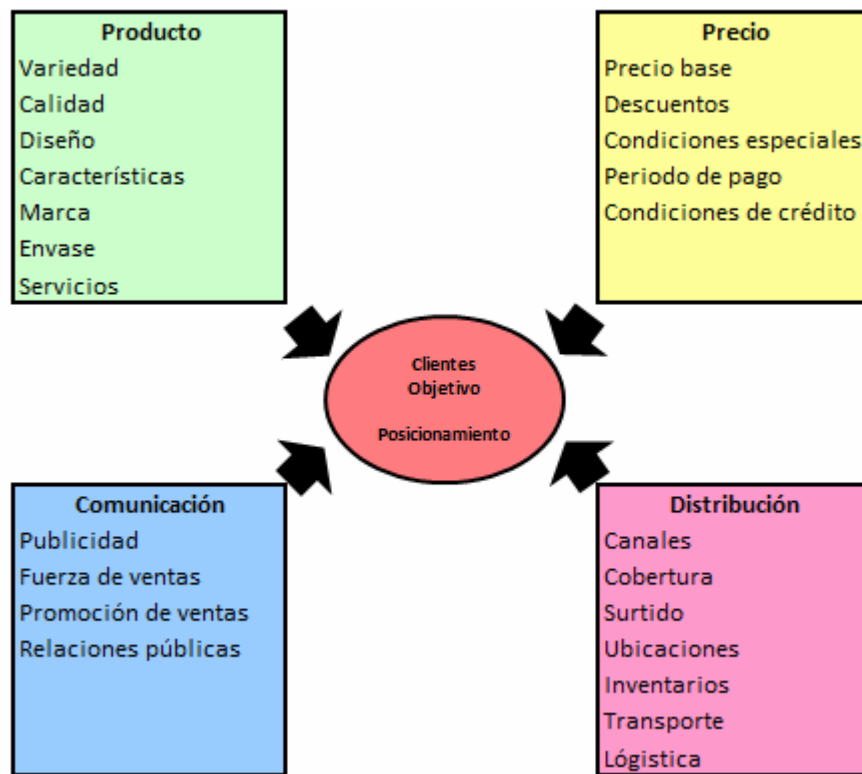 Producto
Variedad
Calidad
Diseño
Características
Marca
Envase
Servicios
Precio
Precio base
Descuentos
Condiciones especiales
Periodo de pago
Condiciones de crédito
Clientes
Objetivo
Posicionamiento
Comunicación
Publicidad
Fuerza de ventas
Promoción de ventas
Relaciones públicas
Distribución
Canales
Cobertura
Surtido
Ubicaciones
Inventarios
Transporte
Lógistica